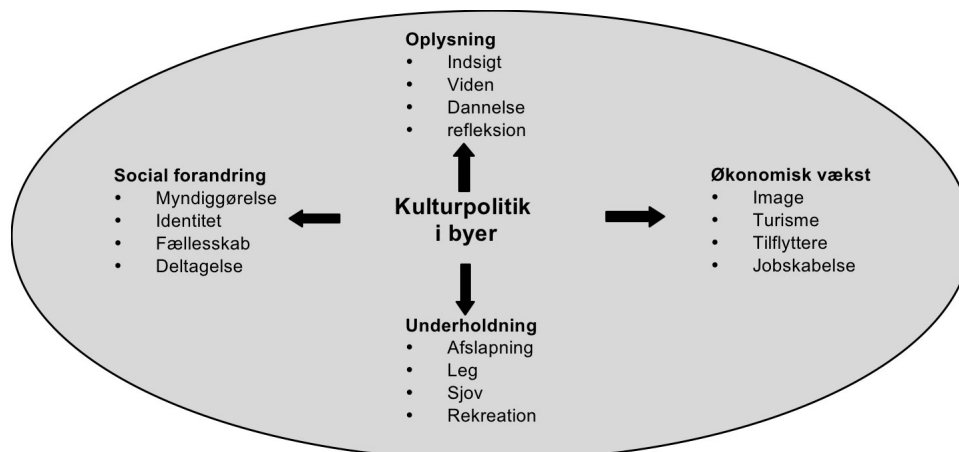 Oplysning
• Indsigt
• Viden
• Dannelse
• refleksion
Social forandring
• Myndiggørelse
• Identitet
• Fællesskab
• Deltagelse
Kulturpolitik
i byer
Økonomisk vækst
• Image
• Turisme
• Tilflyttere
• Jobskabelse
Underholdning
• Afslapning
• Leg
• Sjov
• Rekreation